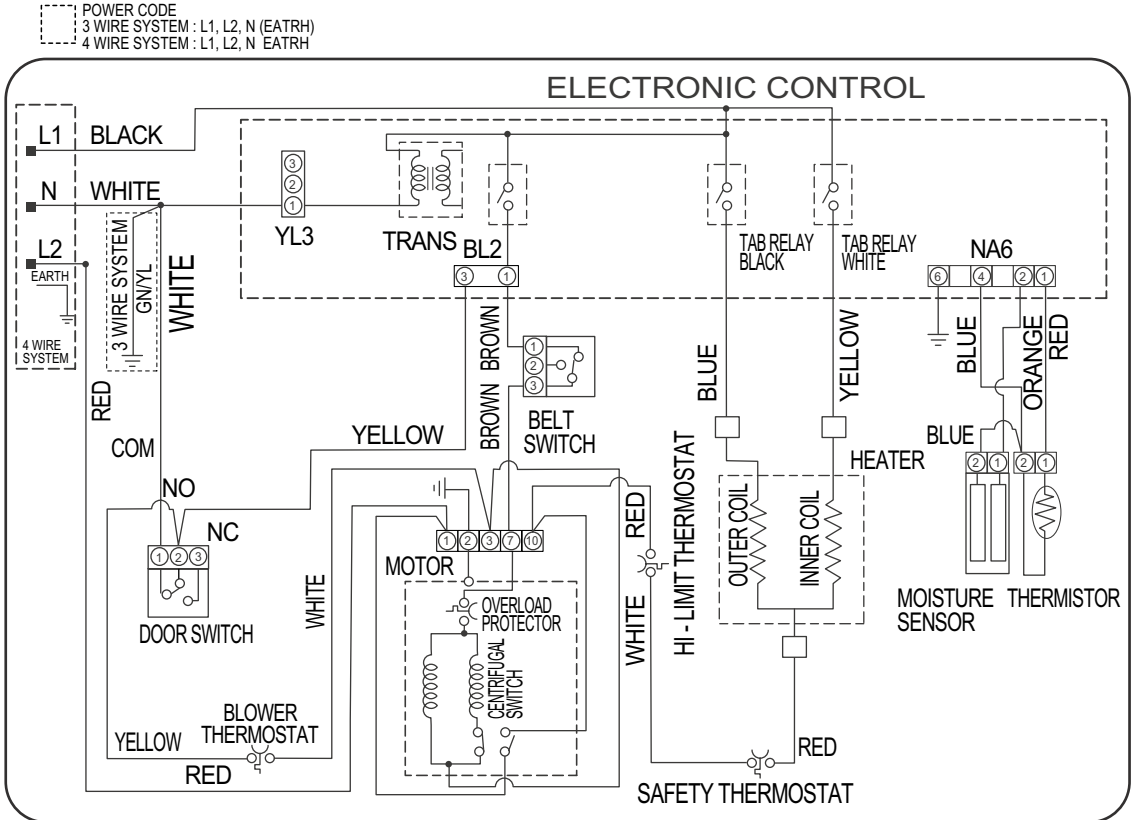 POWER CODE
3 WIRE SYSTEM : L1, L2, N (EATRH)
4 WIRE SYSTEM : L1, L2, N EATRH
ELECTRONIC CONTROL
L1 BLACK
N WHITE
L2
EARTH
4 WIRE
SYSTEM
3 WIRE SYSTEM
GN/YL
WHITE
3
2
1
YL3
TRANS
BL2
3 1
TAB RELAY
BLACK
TAB RELAY
WHITE
NA6
6 4 2 1
RED
COM
NO
NC
1 2 3
DOOR SWITCH
YELLOW
BROWN
BROWN
1
2
3
BELT
SWITCH
BLUE
YELLOW
BLUE
ORANGE
RED
BLUE
2 1 2 1
MOISTURE
SENSOR
THERMISTOR
HEATER
OUTER COIL
INNER COIL
HI - LIMIT THERMOSTAT
RED
WHITE
MOTOR
1 2 3 7 10
OVERLOAD
PROTECTOR
CENTRIFUGAL
SWITCH
WHITE
BLOWER
THERMOSTAT
YELLOW
RED
RED
SAFETY THERMOSTAT